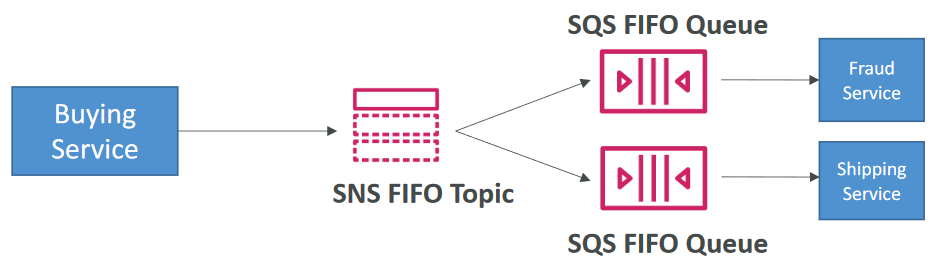 Buying
Service
SNS FIFO Topic
SQS FIFO Queue
Fraud
Service
Shipping
Service
SQS FIFO Queue